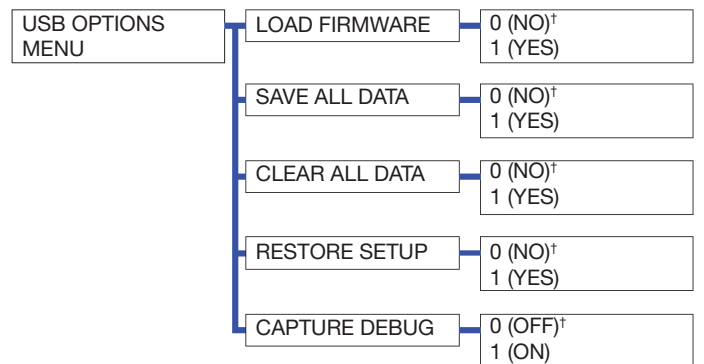 USB OPTIONS
MENU
LOAD FIRMWARE
0 (NO)†
1 (YES)
SAVE ALL DATA
0 (NO)†
1 (YES)
CLEAR ALL DATA
0 (NO)†
1 (YES)
RESTORE SETUP
0 (NO)†
1 (YES)
CAPTURE DEBUG
0 (OFF)†
1 (ON)